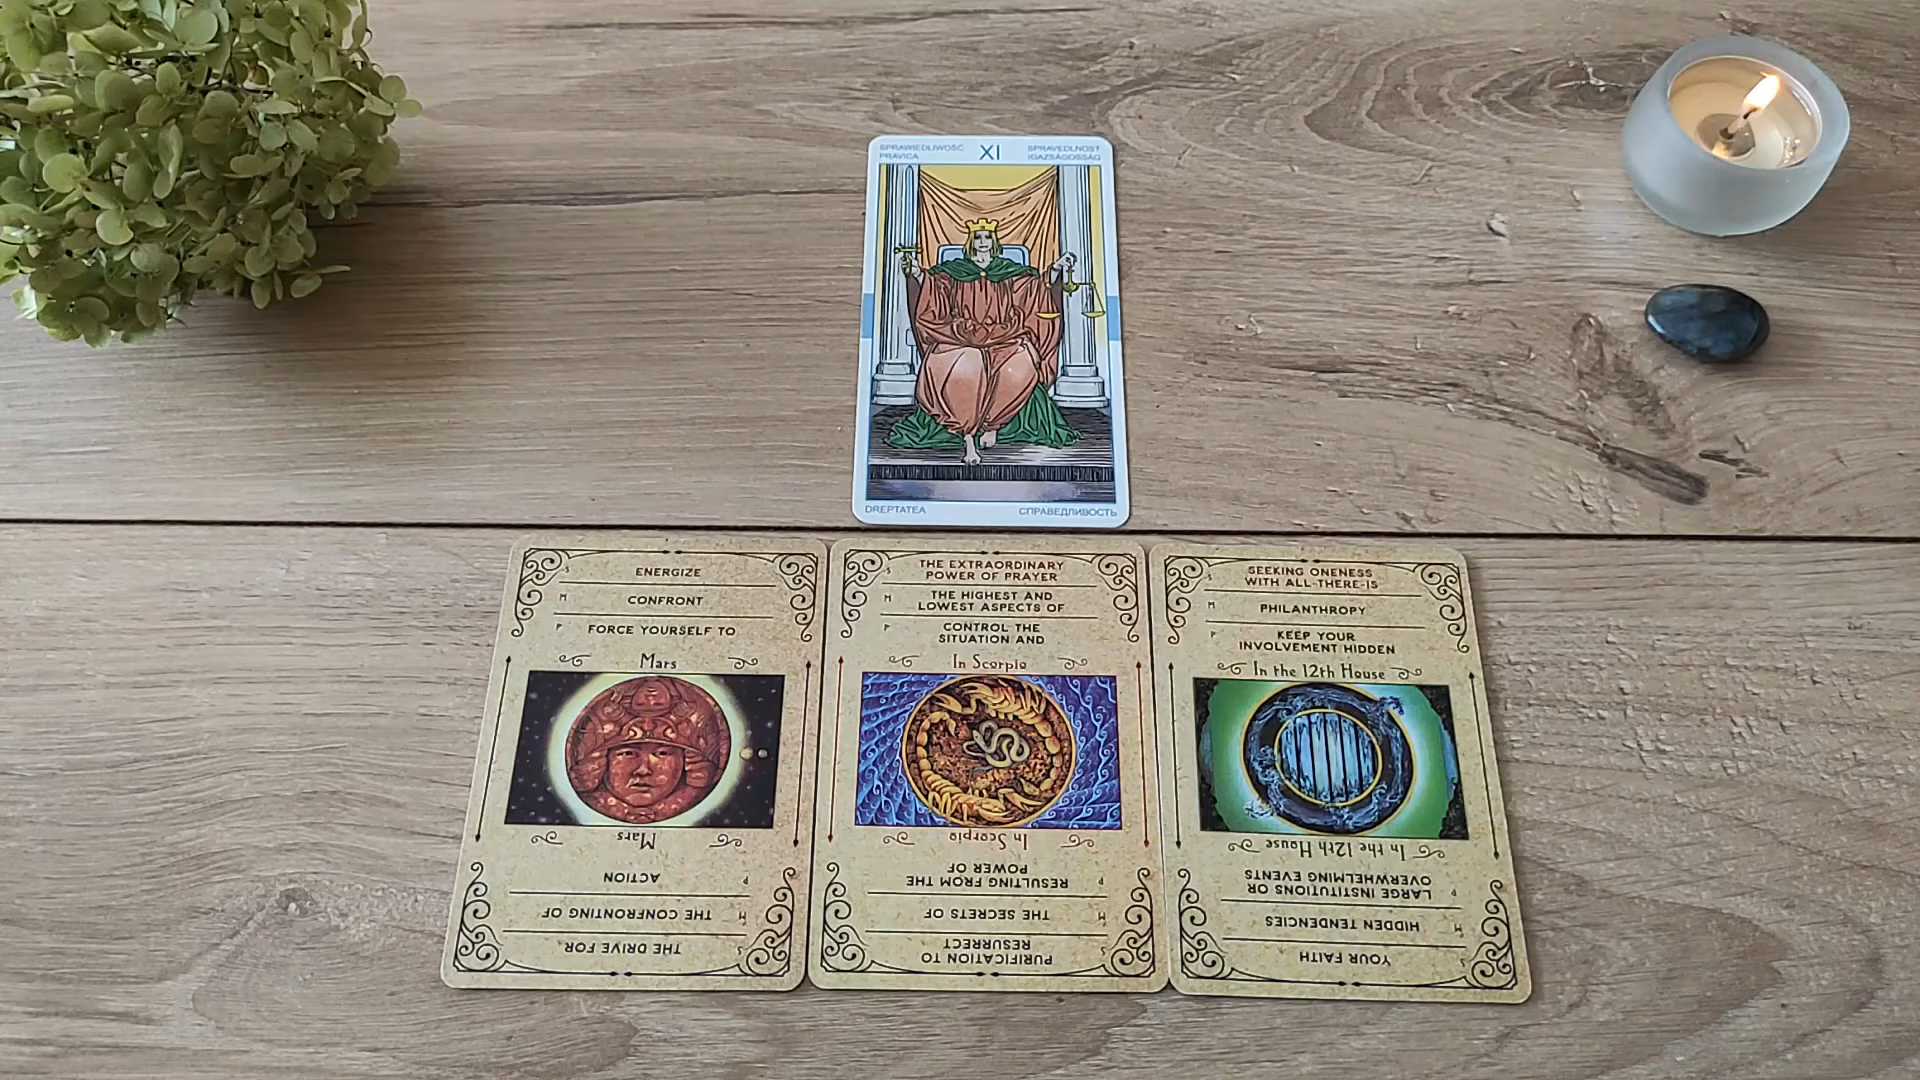 SPRAWIEDLIWOŚĆ
PRAVICA
XI
SPRAVEDLNOST
IGAZSÁGOSSÁG
DREPTATEA
СПРАВЕДЛИВОСТЬ
S ENERGIZE
M CONFRONT
P FORCE YOURSELF TO
Mars
Mars
P ACTION
M THE CONFRONTING OF
S THE DRIVE FOR
S THE EXTRAORDINARY
POWER OF PRAYER
M THE HIGHEST AND
LOWEST ASPECTS OF
P CONTROL THE
SITUATION AND
In Scorpio
In Scorpio
P RESULTING FROM THE
POWER OF
M THE SECRETS OF
S PURIFICATION TO
RESURRECT
S SEEKING ONENESS
WITH ALL-THERE-IS
M PHILANTHROPY
P KEEP YOUR
INVOLVEMENT HIDDEN
In the 12th House
In the 12th House
P LARGE INSTITUTIONS OR
OVERWHELMING EVENTS
M HIDDEN TENDENCIES
S YOUR FAITH